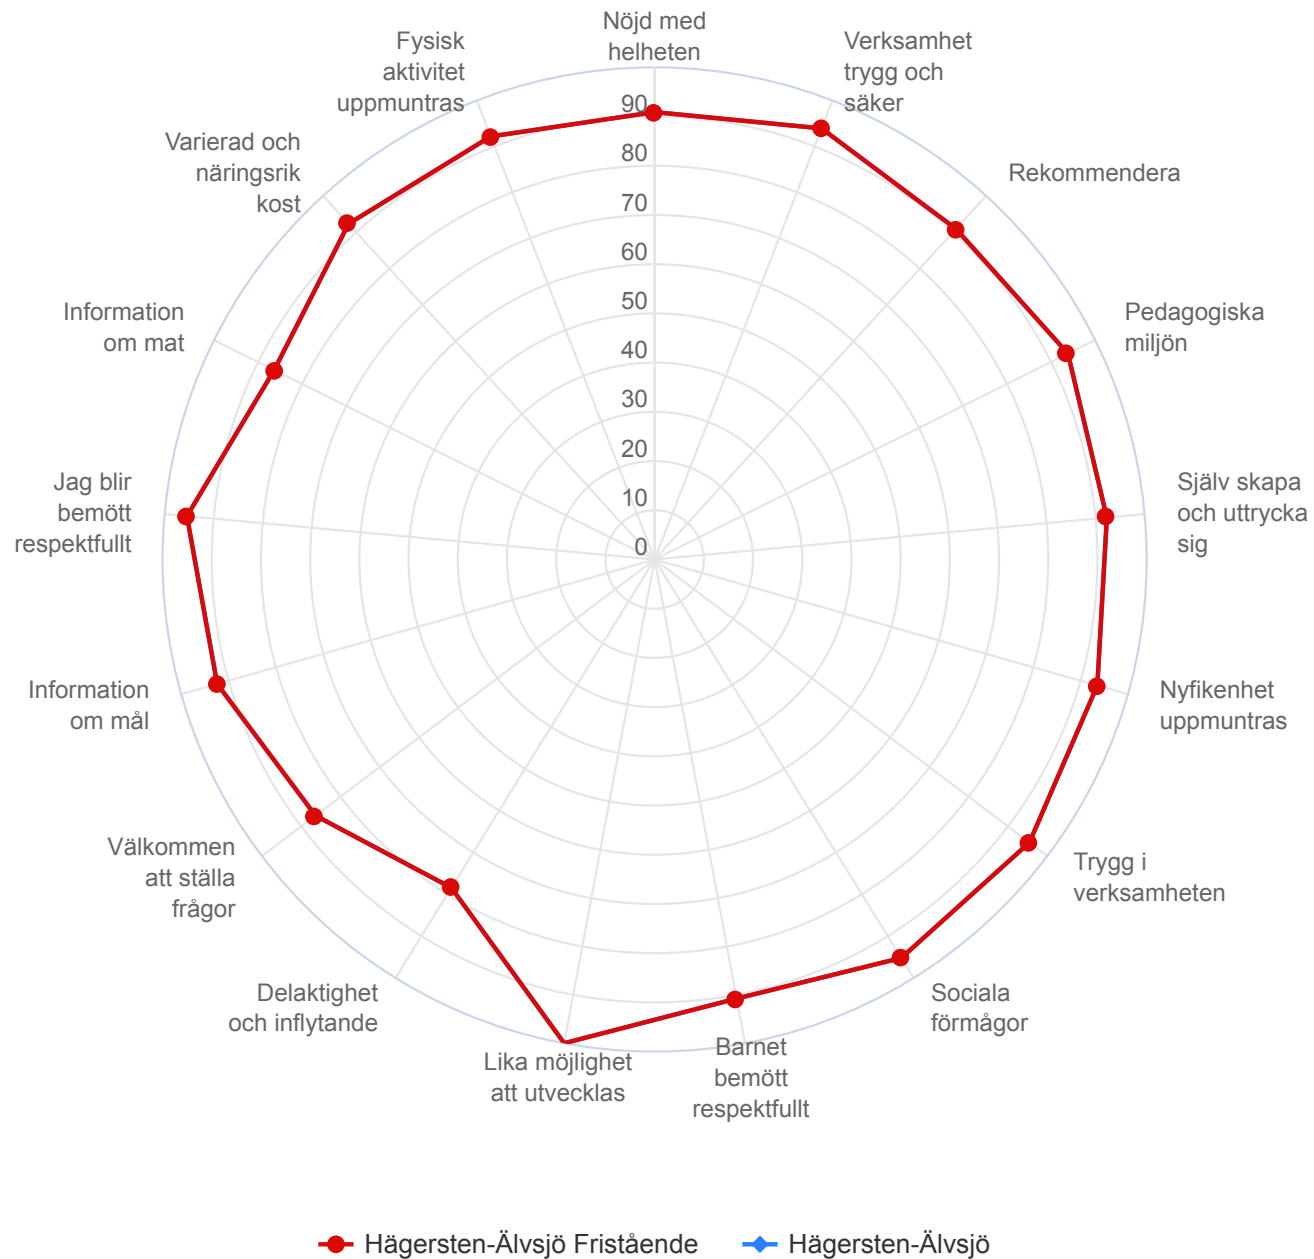 Nöjd med
helheten
Verksamhet
trygg och
säker
Rekommendera
Pedagogiska
miljön
Själv skapa
och uttrycka
sig
Nyfikenhet
uppmuntras
Trygg i
verksamheten
Sociala
förmågor
Barnet
bemött
respektfullt
Lika möjlighet
att utvecklas
Delaktighet
och inflytande
Välkommen
att ställa
frågor
Information
om mål
Jag blir
bemött
respektfullt
Information
om mat
Varierad och
näringsrik
kost
Fysisk
aktivitet
uppmuntras
90
80
70
60
50
40
30
20
10
0
Hägersten-Älvsjö Fristående
Hägersten-Älvsjö